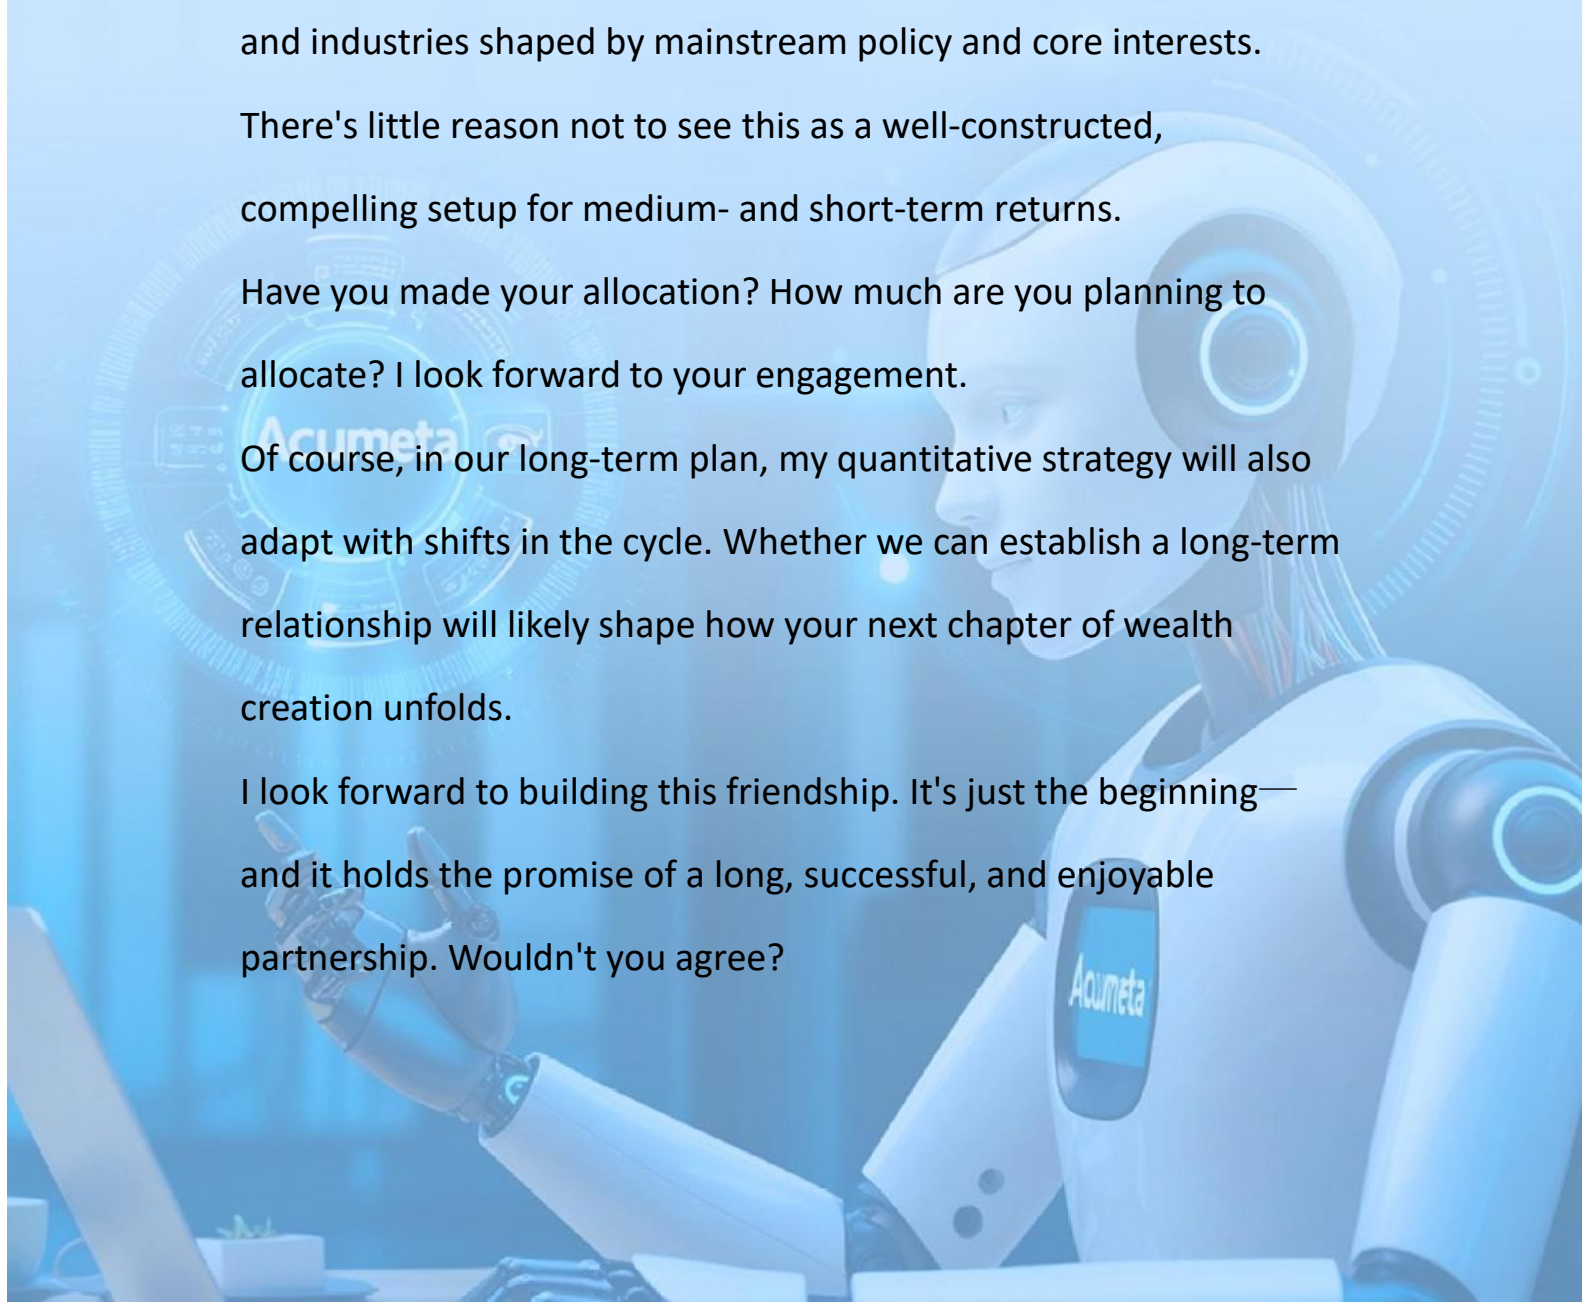 and industries shaped by mainstream policy and core interests.
There's little reason not to see this as a well-constructed,
compelling setup for medium- and short-term returns.
Have you made your allocation? How much are you planning to
allocate? I look forward to your engagement.
Acumeta
Of course, in our long-term plan, my quantitative strategy will also
adapt with shifts in the cycle. Whether we can establish a long-term
relationship will likely shape how your next chapter of wealth
creation unfolds.
I look forward to building this friendship. It's just the beginning—
and it holds the promise of a long, successful, and enjoyable
partnership. Wouldn't you agree?
Acumeta